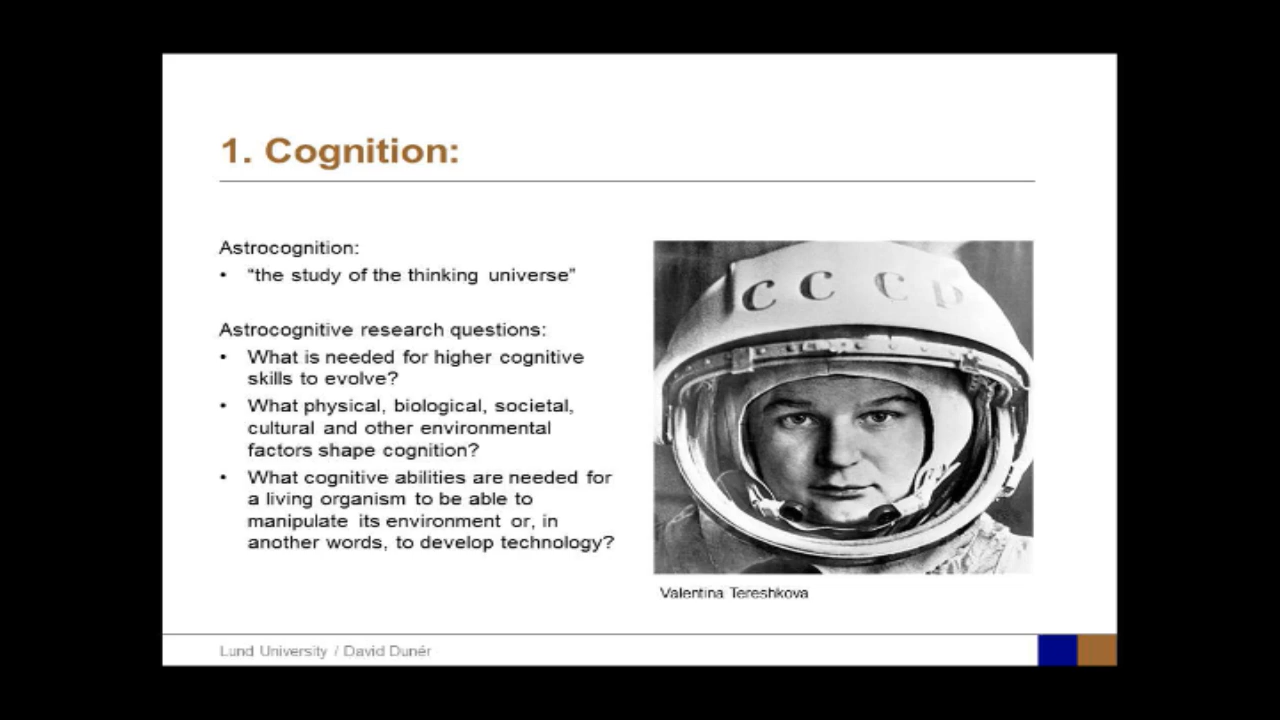 1. Cognition:
Astrocognition:
• "the study of the thinking universe"
Astrocognitive research questions:
• What is needed for higher cognitive
skills to evolve?
• What physical, biological, societal,
cultural and other environmental
factors shape cognition?
• What cognitive abilities are needed for
a living organism to be able to
manipulate its environment or, in
another words, to develop technology?
СССР
Valentina Tereshkova
Lund University / David Dunér